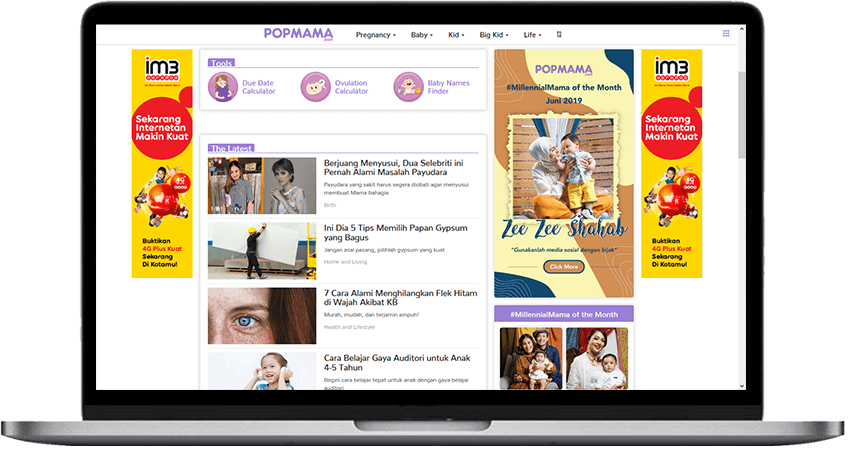 POPMAMA
.com
Pregnancy
Baby
Kid
Big Kid
Life
im3
ooredoo
Sekarang
Internetan
Makin Kuat
4G+
Buktikan
4G Plus Kuat
Sekarang
Di Kotamu!
Tools
Due Date
Calculator
Ovulation
Calculator
Baby Names
Finder
The Latest
Berjuang Menyusui, Dua Selebriti ini
Pernah Alami Masalah Payudara
Payudara yang sakit harus segera diobati agar menyusui
membuat Mama bahagia
Birth
Ini Dia 5 Tips Memilih Papan Gypsum
yang Bagus
Jangan asal pasang, pilihlah gypsum yang kuat
Home and Living
7 Cara Alami Menghilangkan Flek Hitam
di Wajah Akibat KB
Murah, mudah, dan terjamin ampuh!
Health and Lifestyle
Cara Belajar Gaya Auditori untuk Anak
4-5 Tahun
Begini cara belajar tepat untuk anak dengan gaya belajar
auditori
POPMAMA
.com
#MillennialMama of the Month
Juni 2019
Zee Zee Shahab
"Gunakanlah media sosial dengan bijak"
Click More
#MillennialMama of the Month
im3
ooredoo
Sekarang
Internetan
Makin Kuat
4G+
Buktikan
4G Plus Kuat
Sekarang
Di Kotamu!